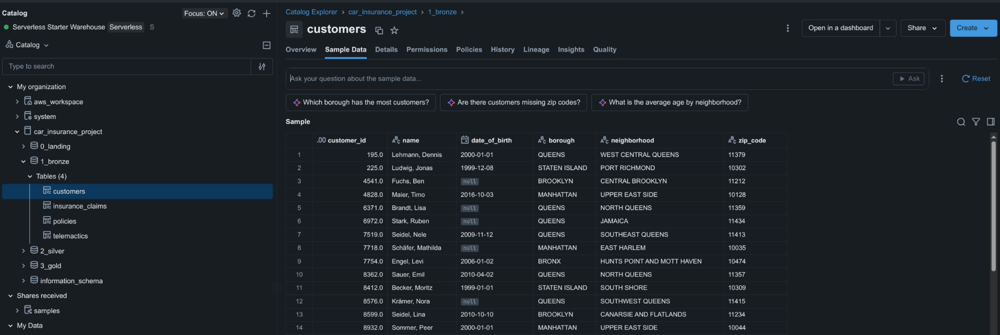 Catalog
Focus: ON
Serverless Starter Warehouse Serverless S
Catalog
Type to search
My organization
aws_workspace
system
car_insurance_project
0_landing
1_bronze
Tables (4)
customers
insurance_claims
policies
telemactics
2_silver
3_gold
information_schema
Shares received
samples
My Data
Catalog Explorer > car_insurance_project > 1_bronze >
customers
Open in a dashboard
Share
Create
Overview Sample Data Details Permissions Policies History Lineage Insights Quality
Ask your question about the sample data...
Ask
Reset
Which borough has the most customers?
Are there customers missing zip codes?
What is the average age by neighborhood?
Sample
.00 customer_id ABC name date_of_birth ABC borough ABC neighborhood ABC zip_code
1 195.0 Lehmann, Dennis 2000-01-01 QUEENS WEST CENTRAL QUEENS 11379
2 225.0 Ludwig, Jonas 1999-12-08 STATEN ISLAND PORT RICHMOND 10302
3 4541.0 Fuchs, Ben null BROOKLYN CENTRAL BROOKLYN 11212
4 4828.0 Maier, Timo 2016-10-03 MANHATTAN UPPER EAST SIDE 10128
5 6371.0 Brandt, Lisa null QUEENS NORTH QUEENS 11359
6 6972.0 Stark, Ruben null QUEENS JAMAICA 11434
7 7519.0 Seidel, Nele 2009-11-12 QUEENS SOUTHEAST QUEENS 11413
8 7718.0 Schäfer, Mathilda null MANHATTAN EAST HARLEM 10035
9 7754.0 Engel, Levi 2006-01-02 BRONX HUNTS POINT AND MOTT HAVEN 10474
10 8362.0 Sauer, Emil 2010-04-02 QUEENS NORTH QUEENS 11357
11 8412.0 Becker, Moritz 1999-01-01 STATEN ISLAND SOUTH SHORE 10309
12 8576.0 Krämer, Nora null QUEENS SOUTHWEST QUEENS 11415
13 8599.0 Seidel, Lina 2010-10-10 BROOKLYN CANARSIE AND FLATLANDS 11234
14 8932.0 Sommer, Peer 2000-01-01 MANHATTAN UPPER EAST SIDE 10044